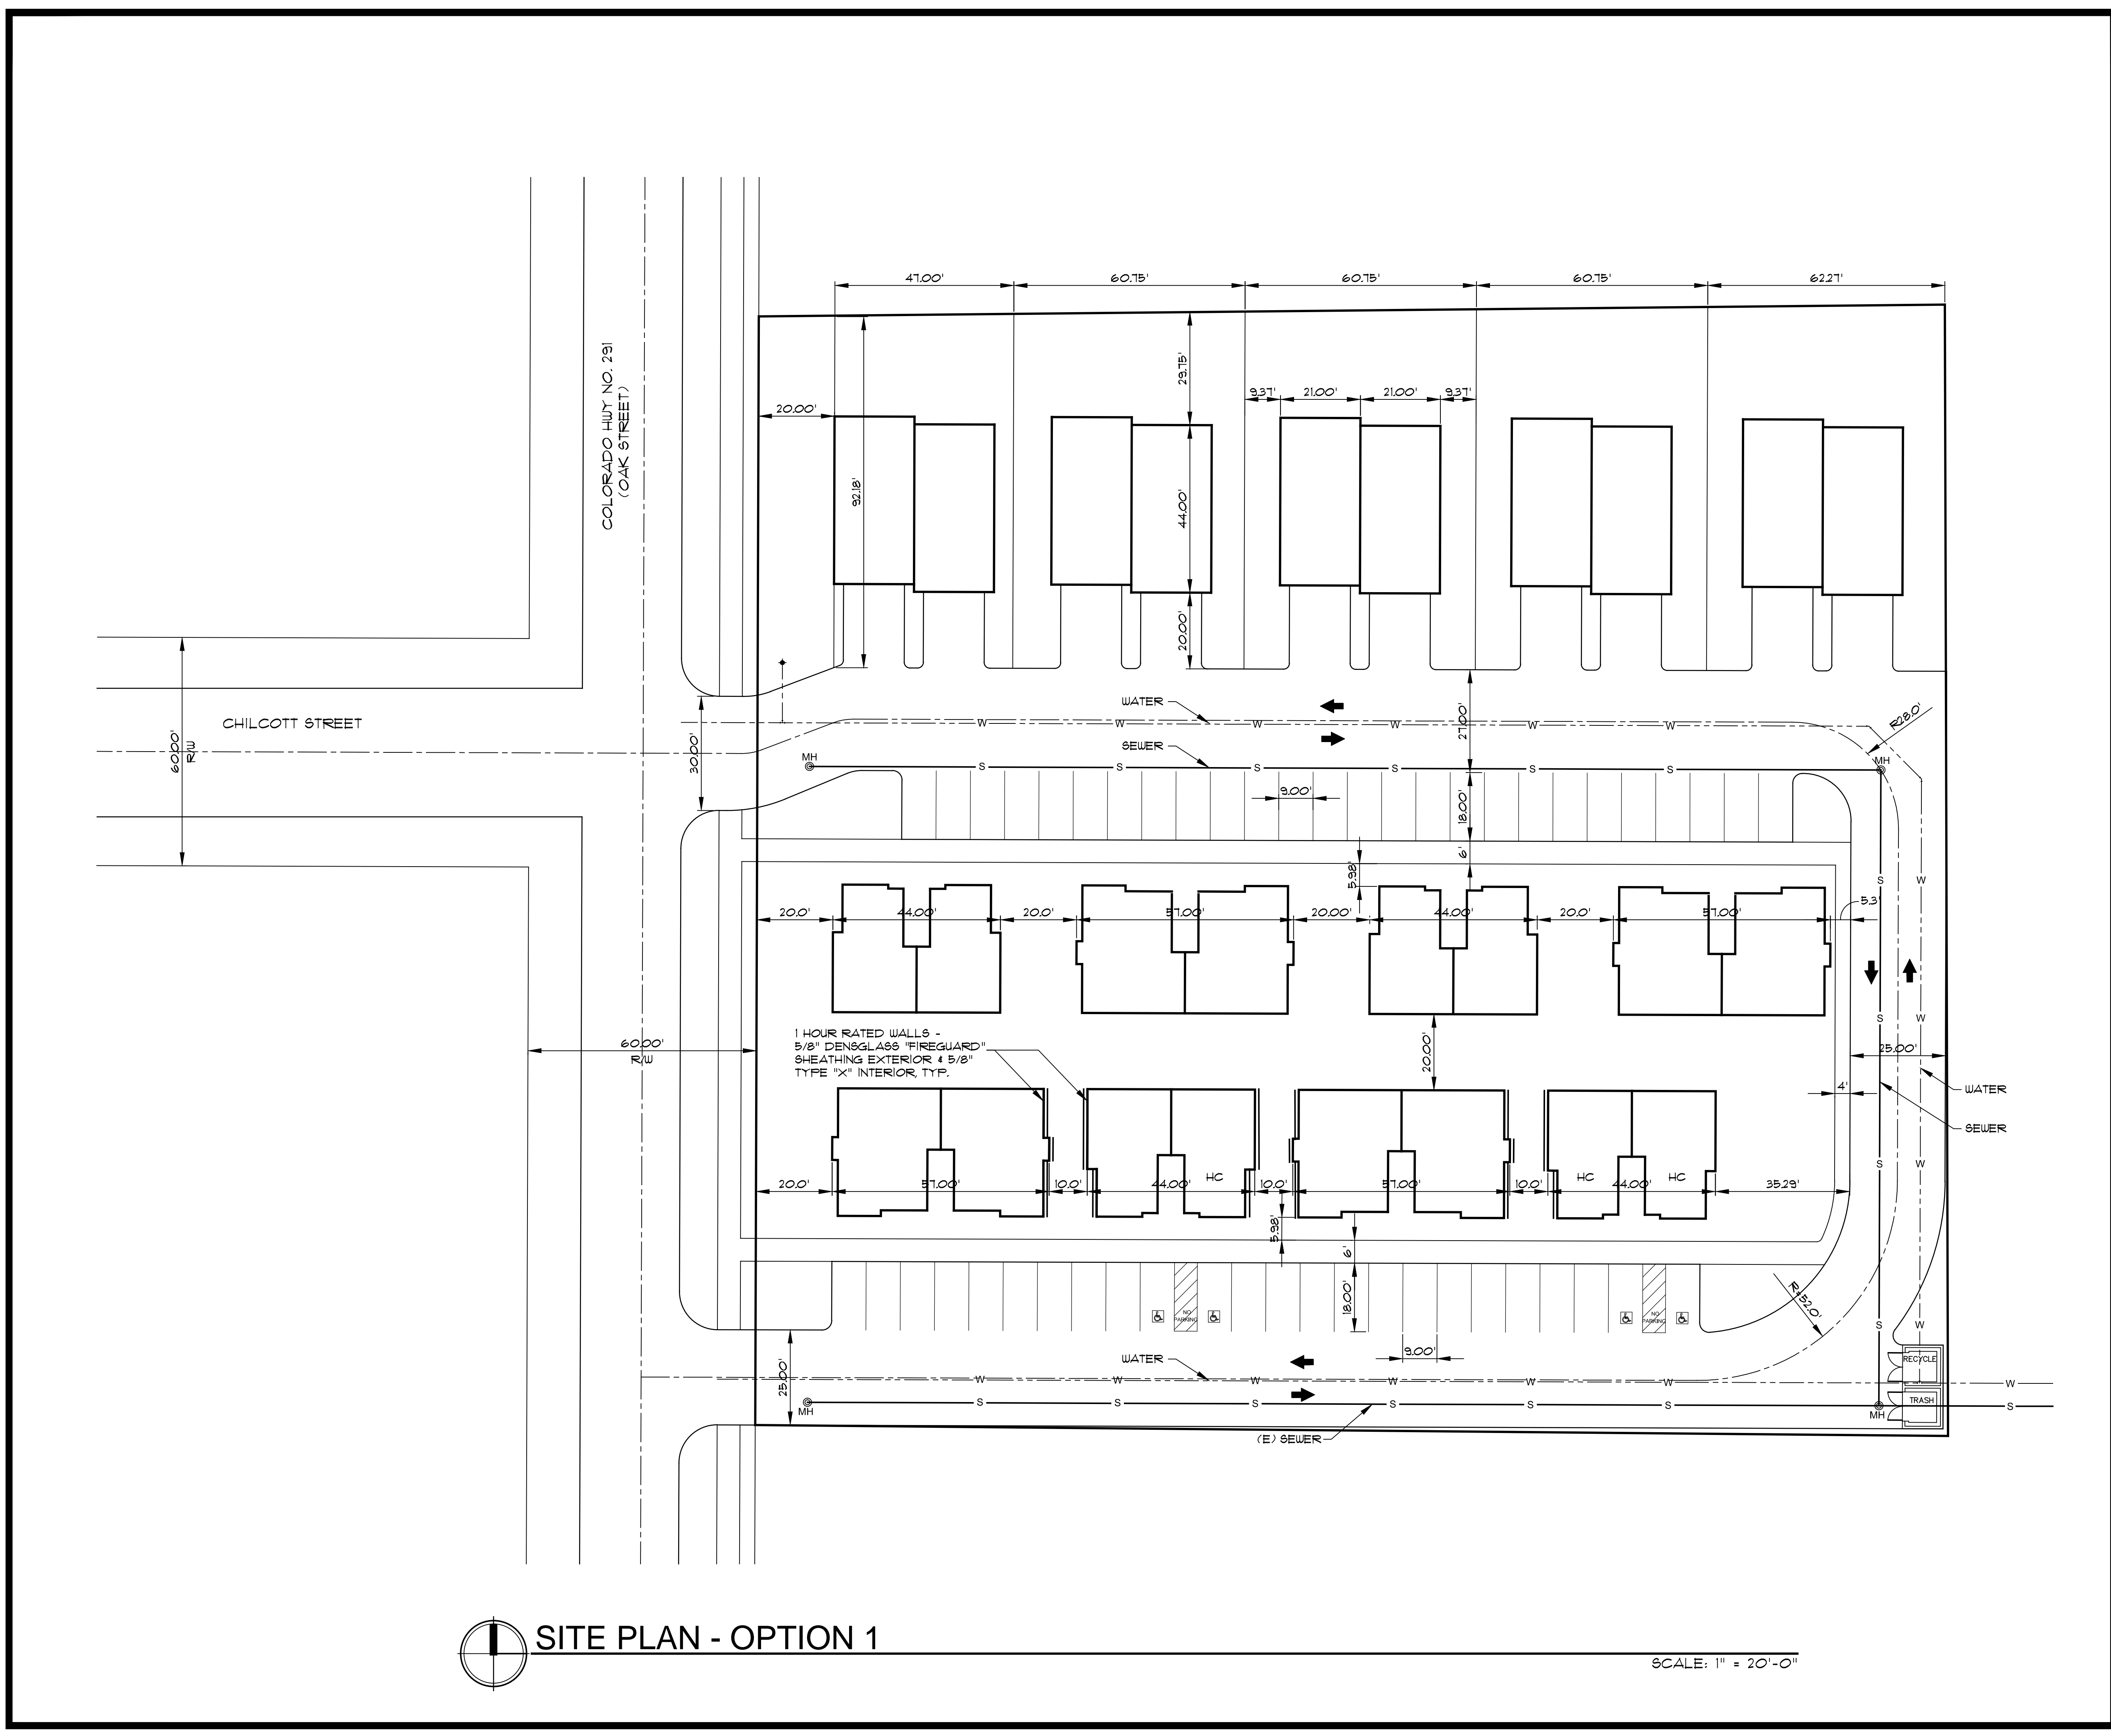 47.00'
60.75'
60.75'
60.75'
62.27'
COLORADO HWY NO. 291
(OAK STREET)
20.00'
92.18'
29.75'
44.00'
20.00'
9.37'
21.00'
21.00'
9.37'
CHILCOTT STREET
60.00'
R/W
30.00'
WATER
W W W W W W
27.00'
R28.0'
SEWER
MH
S S S S S S
MH
9.00'
18.00'
6'
5.98'
20.0'
44.00'
20.0'
57.00'
20.00'
44.00'
20.0'
57.00'
5.3'
S W
S W
60.00'
R/W
1 HOUR RATED WALLS -
5/8" DENSGLASS "FIREGUARD"
SHEATHING EXTERIOR & 5/8"
TYPE "X" INTERIOR, TYP.
20.00'
25.00'
4'
WATER
SEWER
S W
HC
HC
HC
20.0'
57.00'
10.0'
44.00'
10.0'
57.00'
10.0'
44.00'
35.29'
5.98'
6'
18.00'
R52.0'
NO
PARKING
NO
PARKING
S W
9.00'
25.00'
WATER
W W W W W W
RECYCLE
W
MH
S S S S S S
MH
TRASH
S
(E) SEWER
SITE PLAN - OPTION 1
SCALE: 1" = 20'-0"